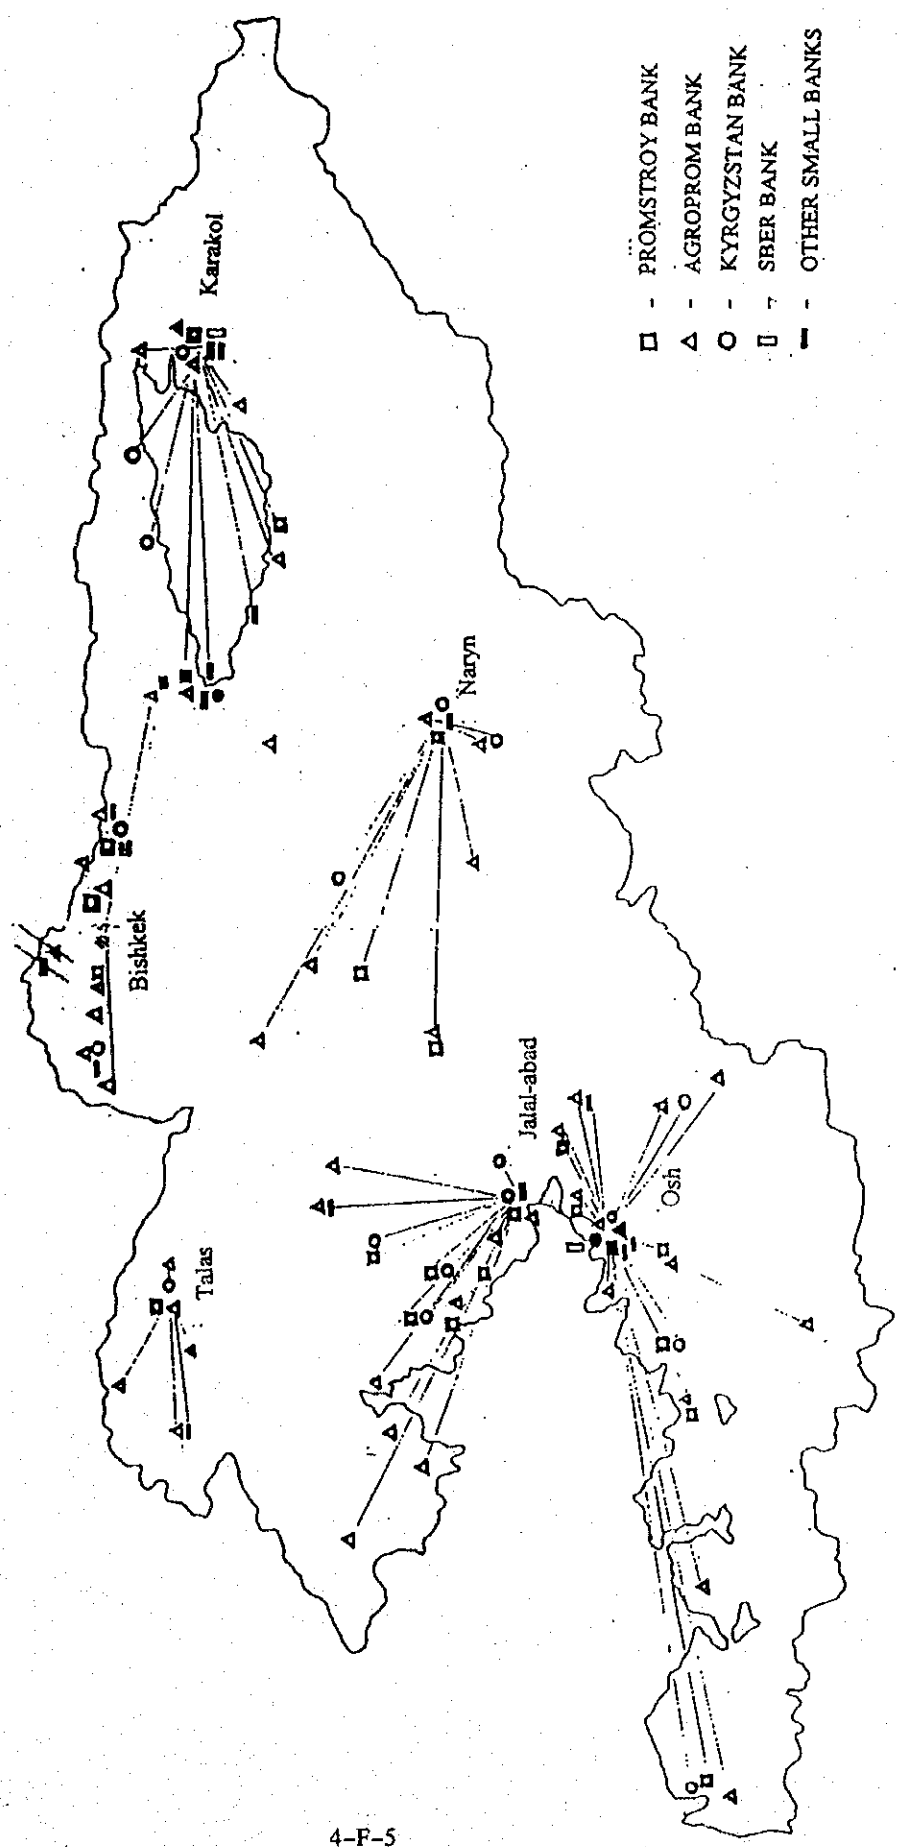 Karakol
Naryn
Bishkek
Jalal-abad
Osh
Talas
- PROMSTROY BANK
- AGROPROM BANK
- KYRGYZSTAN BANK
- SBER BANK
- OTHER SMALL BANKS
4-F-5